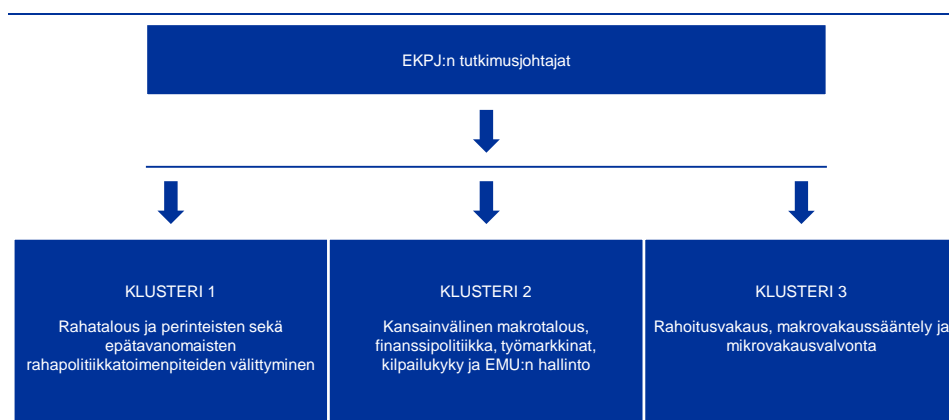 EKPJ:n tutkimusjohtajat
KLUSTERI 1
Rahatalous ja perinteisten sekä
epätavanomaisten
rahapolitiikkatoimenpiteiden välittyminen
KLUSTERI 2
Kansainvälinen makrotalous,
finanssipolitiikka, työmarkkinat,
kilpailukyky ja EMU:n hallinto
KLUSTERI 3
Rahoitusvakaus, makrovakaussääntely ja
mikrovakausvalvonta